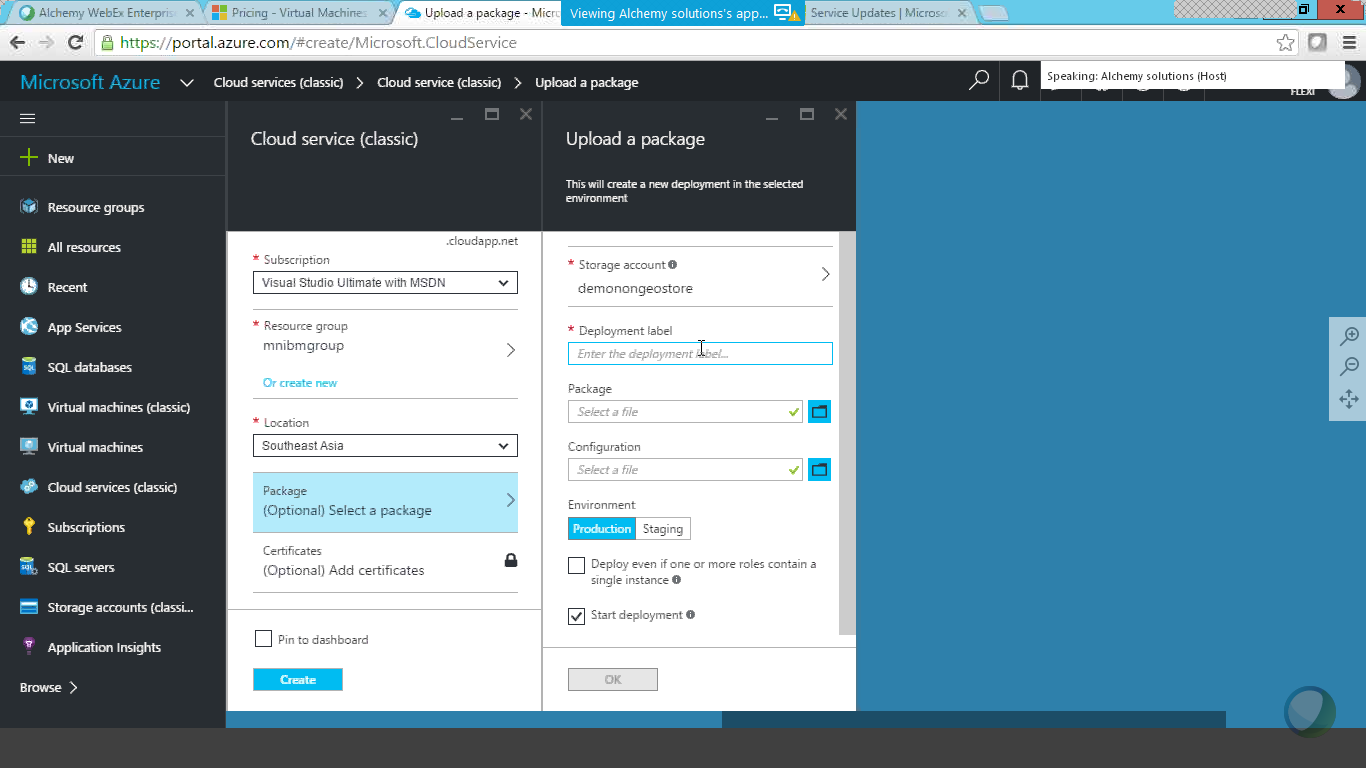 Alchemy WebEx Enterpris
Pricing - Virtual Machines
Upload a package - Micro
Viewing Alchemy solutions's app...
Service Updates | Microso
https://portal.azure.com/#create/Microsoft.CloudService
Microsoft Azure
Cloud services (classic) > Cloud service (classic) > Upload a package
Speaking: Alchemy solutions (Host)
FLEXI
New
Resource groups
All resources
Recent
App Services
SQL databases
Virtual machines (classic)
Virtual machines
Cloud services (classic)
Subscriptions
SQL servers
Storage accounts (classi...
Application Insights
Browse >
Cloud service (classic)
.cloudapp.net
* Subscription
Visual Studio Ultimate with MSDN
* Resource group
mnibmgroup
Or create new
* Location
Southeast Asia
Package
(Optional) Select a package
Certificates
(Optional) Add certificates
Pin to dashboard
Create
Upload a package
This will create a new deployment in the selected
environment
* Storage account
demonongeostore
* Deployment label
Enter the deployment label...
Package
Select a file
Configuration
Select a file
Environment
Production Staging
Deploy even if one or more roles contain a
single instance
Start deployment
OK